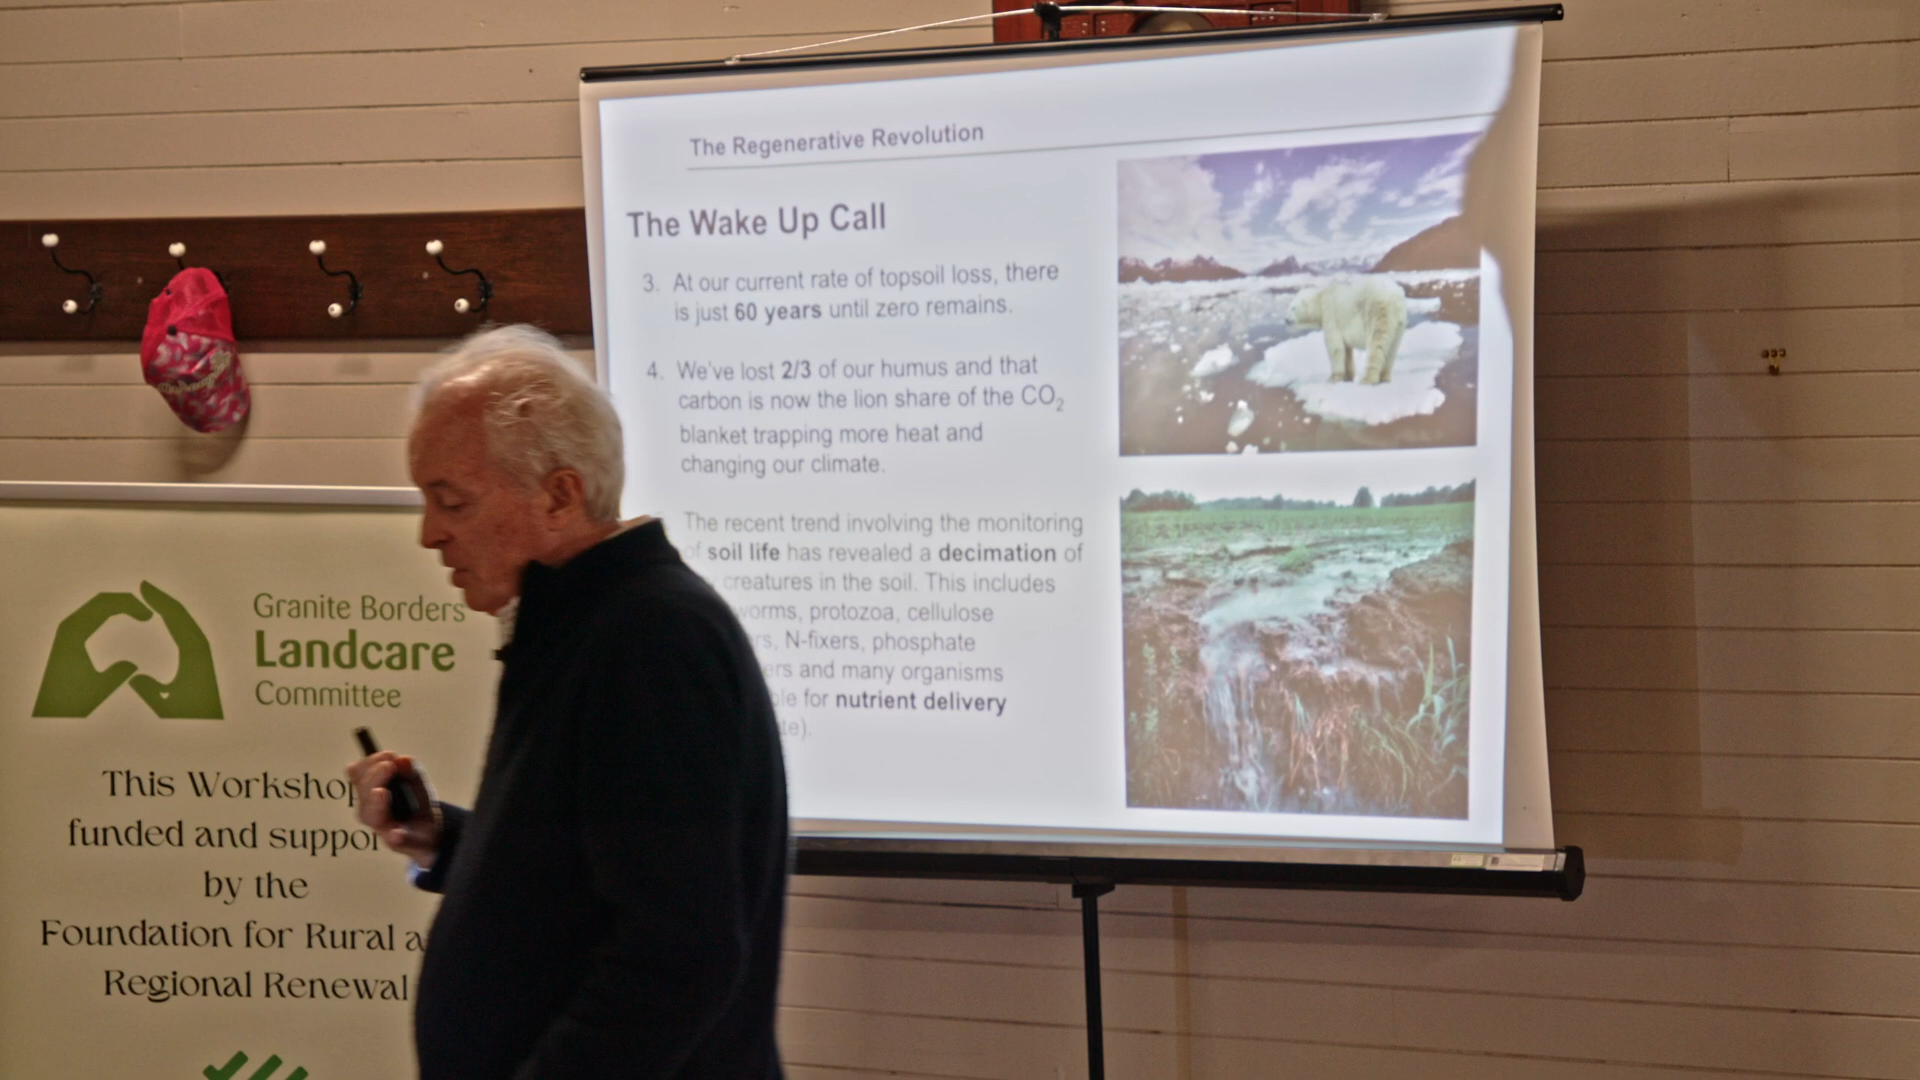 The Regenerative Revolution
The Wake Up Call
3. At our current rate of topsoil loss, there
is just 60 years until zero remains.
4. We've lost 2/3 of our humus and that
carbon is now the lion share of the CO2
blanket trapping more heat and
changing our climate.
The recent trend involving the monitoring
of soil life has revealed a decimation of
creatures in the soil. This includes
worms, protozoa, cellulose
N-fixers, phosphate
and many organisms
for nutrient delivery
Granite Borders
Landcare
Committee
This Workshop
funded and
by the
Foundation for Rural
Regional Renewal